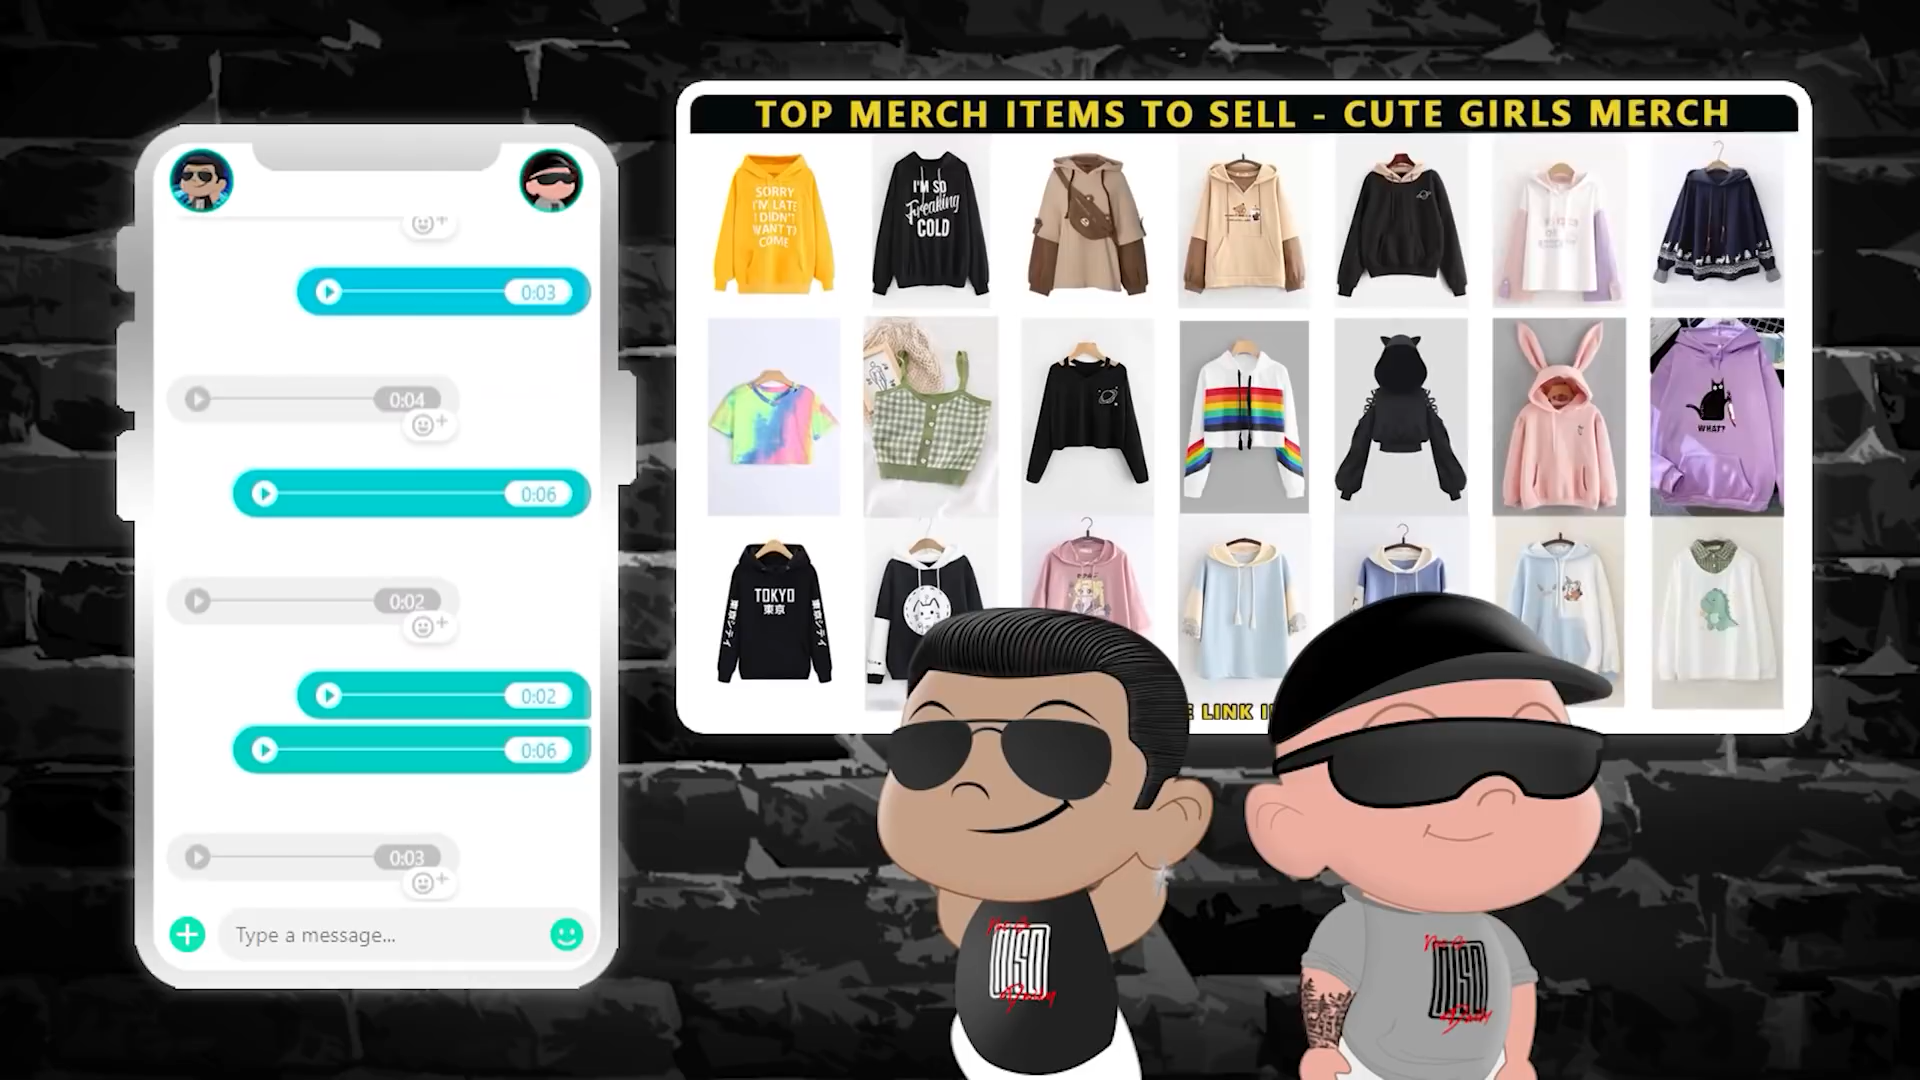 TOP MERCH ITEMS TO SELL - CUTE GIRLS MERCH
SORRY
I'M LATE
I DIDN'T
WANT TO
COME
I'M SO
Freaking
COLD
WHAT?
TOKYO
東京
LINK
0:03
0:04
0:06
0:02
0:02
0:06
0:03
Type a message...